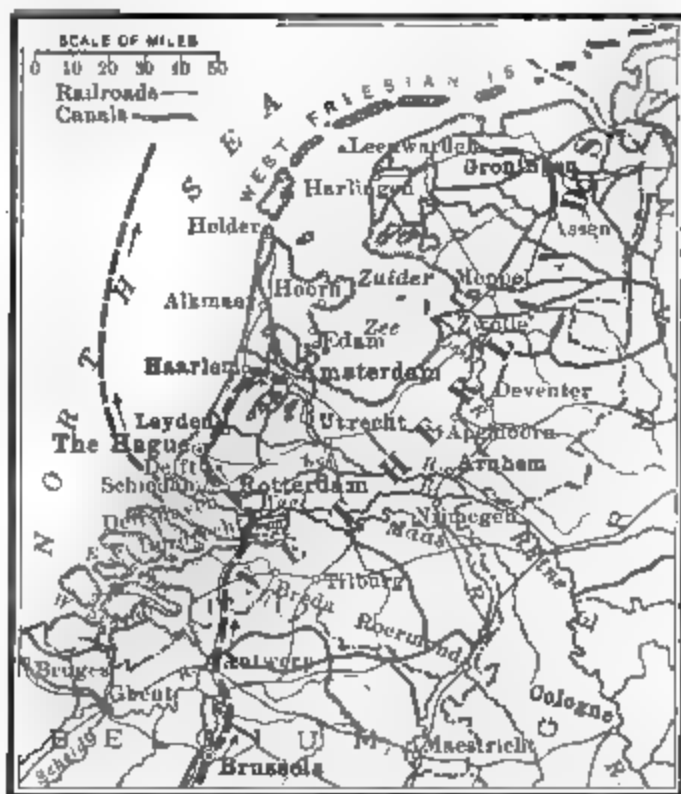 SCALE OF MILES
0 10 20 30 40 50
Railroads
Canals
NORTH SEA
WEST FRIESIAN IS
Leeuwarden
Groningen
Harlingen
Assen
Helder
Zuider
Zee
Meppel
Hoorn
Alkmaar
Edam
Zwolle
Haarlem
Amsterdam
Deventer
Leyden
Utrecht
Apeldoorn
The Hague
Delft
Arnhem
Schiedam
Rotterdam
Nijmegen
Maas
Rhine
Tilburg
Breda
Roermond
Bruges
Antwerp
Ghent
Cologne
BELGIUM
Maestricht
Scheldt
Brussels